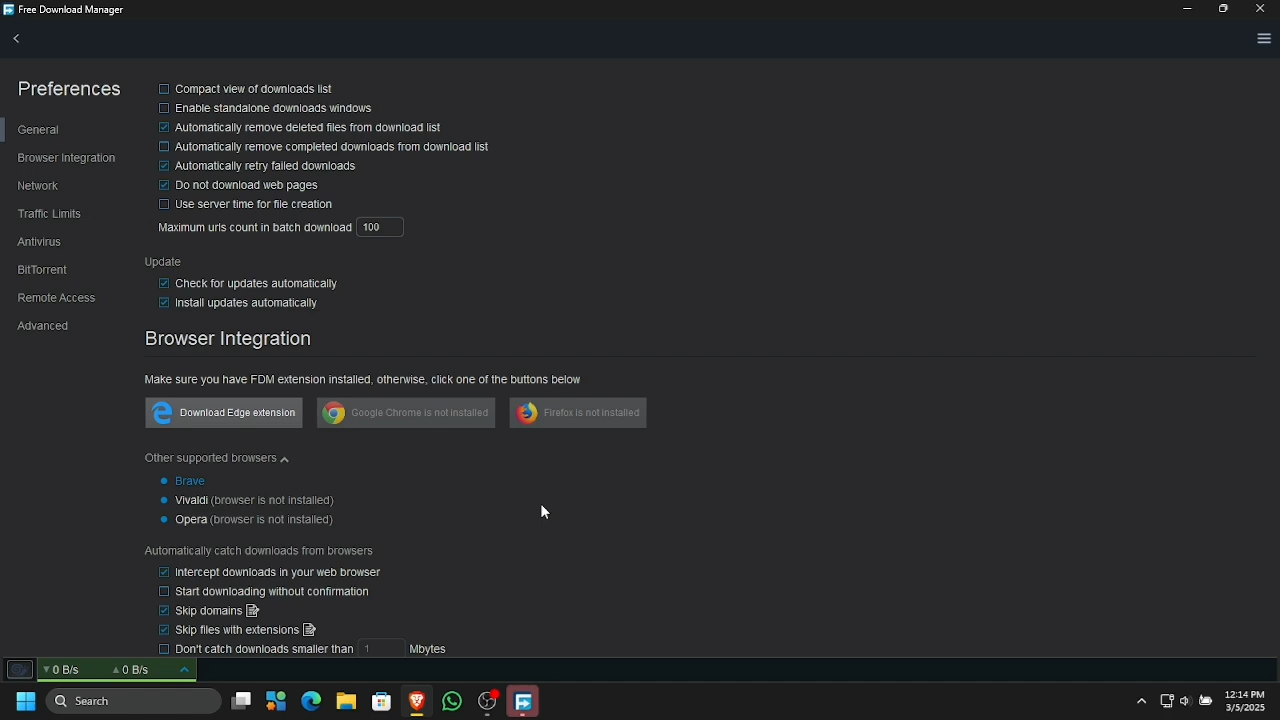 Free Download Manager
Preferences
General
Browser Integration
Network
Traffic Limits
Antivirus
BitTorrent
Remote Access
Advanced
Compact view of downloads list
Enable standalone downloads windows
Automatically remove deleted files from download list
Automatically remove completed downloads from download list
Automatically retry failed downloads
Do not download web pages
Use server time for file creation
Maximum urls count in batch download 100
Update
Check for updates automatically
Install updates automatically
Browser Integration
Make sure you have FDM extension installed, otherwise, click one of the buttons below
Download Edge extension Google Chrome is not installed Firefox is not installed
Other supported browsers
Brave
Vivaldi (browser is not installed)
Opera (browser is not installed)
Automatically catch downloads from browsers
Intercept downloads in your web browser
Start downloading without confirmation
Skip domains
Skip files with extensions
Don't catch downloads smaller than 1 Mbytes
0 B/s 0 B/s
Search
12:14 PM
3/5/2025